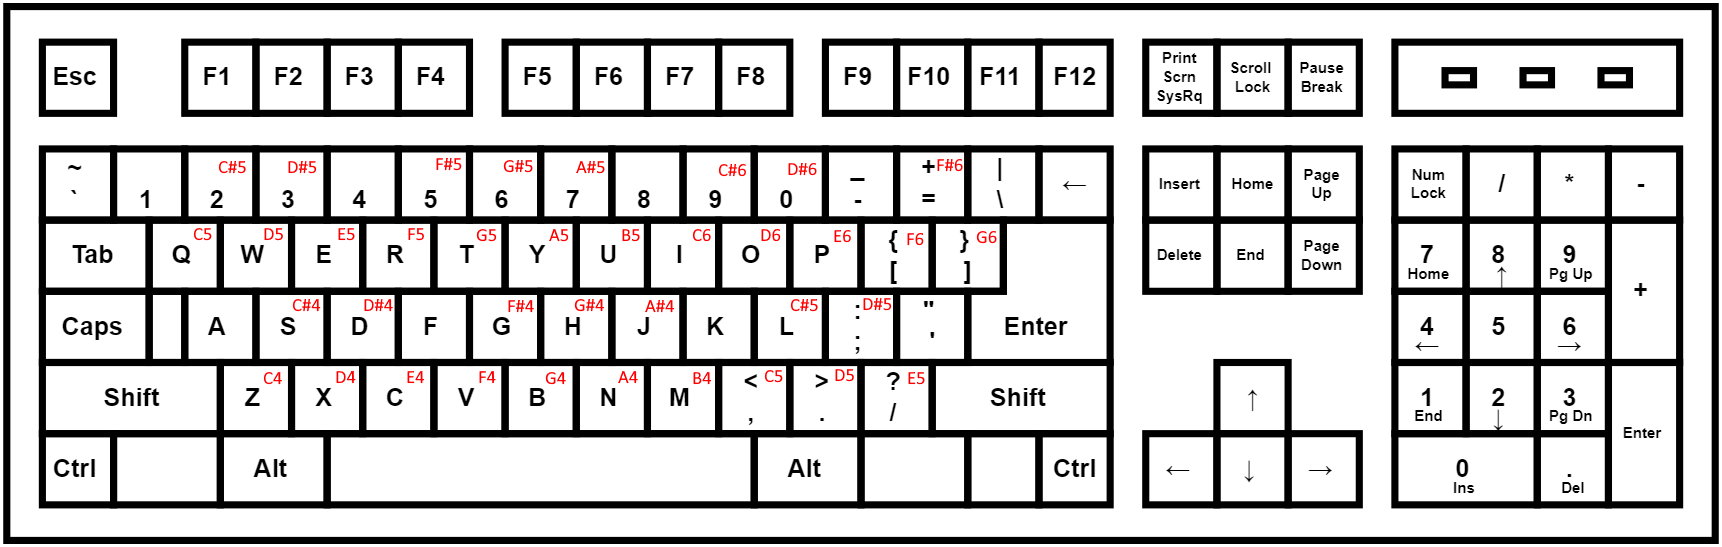 Esc F1 F2 F3 F4 F5 F6 F7 F8 F9 F10 F11 F12
Print
Scrn
SysRq
Scroll
Lock
Pause
Break
~
`
1
C#5
2
D#5
3
4
F#5
5
G#5
6
A#5
7
8
C#6
9
D#6
0
_
-
+ F#6
=
|
\
←
Insert
Home
Page
Up
Num
Lock
/
*
-
Tab
Q C5
W D5
E E5
R F5
T G5
Y A5
U B5
I C6
O D6
P E6
{ F6
[
} G6
]
Delete
End
Page
Down
7
Home
8
↑
9
Pg Up
+
Caps
A
S C#4
D D#4
F
G F#4
H G#4
J A#4
K
L C#5
: D#5
;
"
'
Enter
4
←
5
6
→
Shift
Z C4
X D4
C E4
V F4
B G4
N A4
M B4
< C5
,
> D5
.
? E5
/
Shift
↑
1
End
2
↓
3
Pg Dn
Enter
Ctrl
Alt
Alt
Ctrl
←
↓
→
0
Ins
.
Del